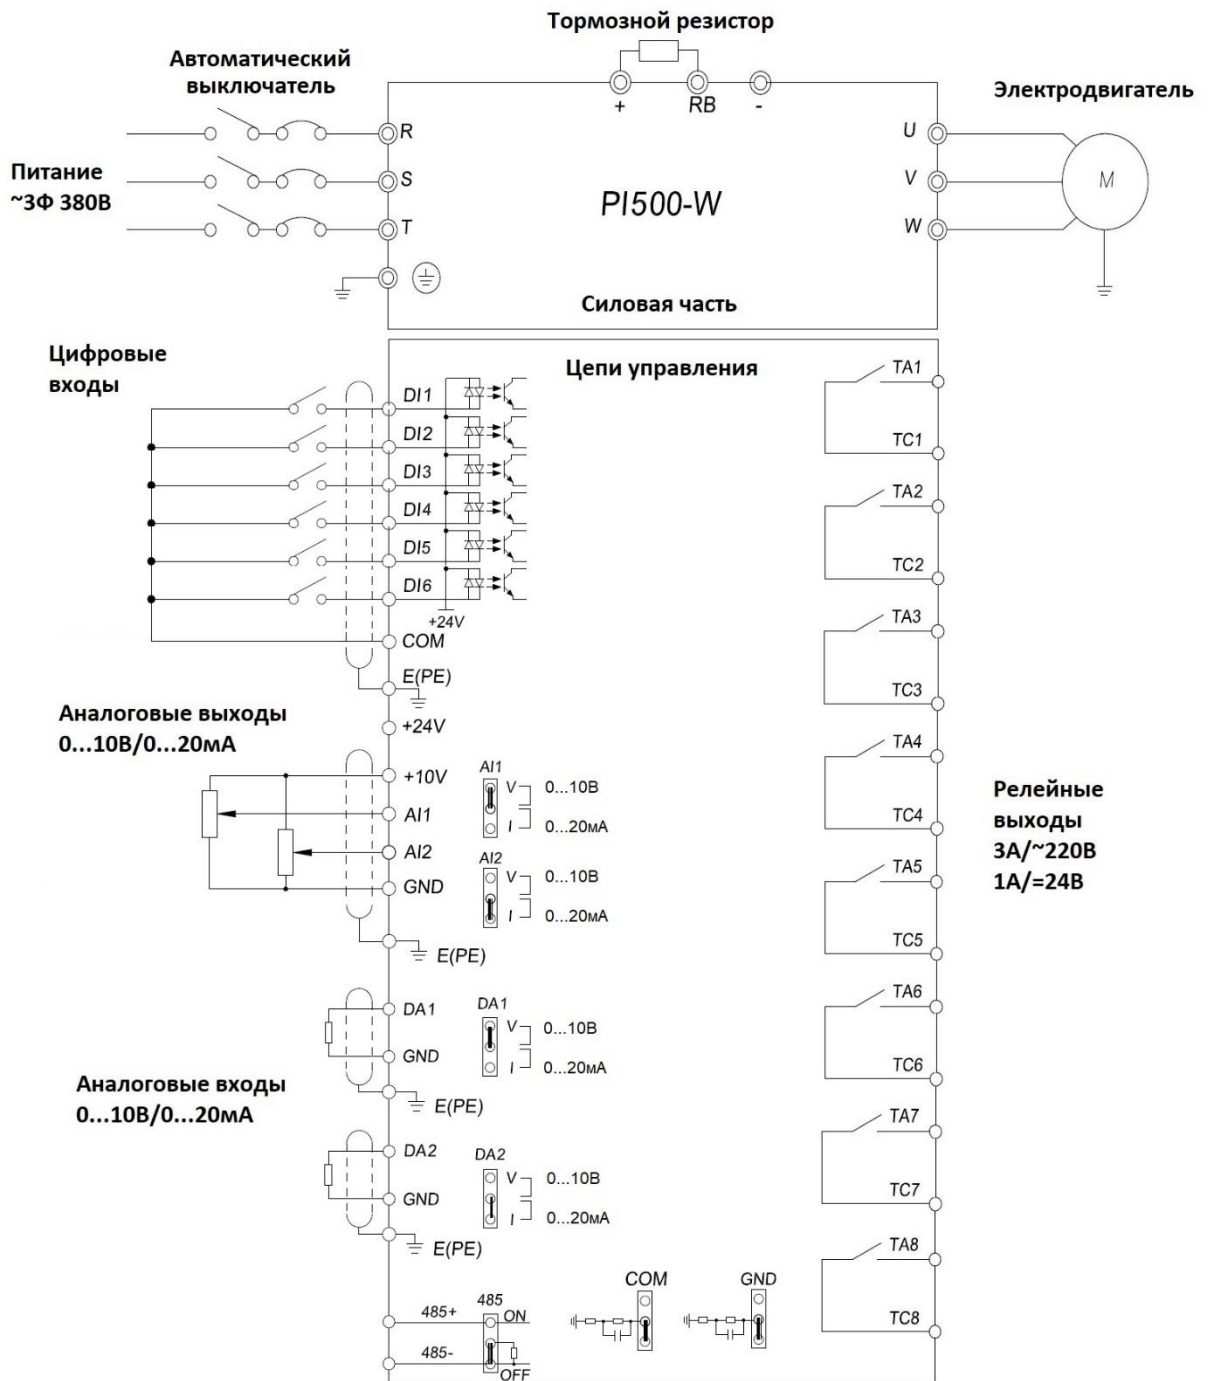 Тормозной резистор
Автоматический
выключатель
Электродвигатель
+
RB
-
R
U
Питание
~3Ф 380В
S
PI500-W
V
M
T
W
Силовая часть
Цифровые
входы
Цепи управления
TA1
DI1
DI2
TC1
DI3
TA2
DI4
DI5
TC2
DI6
+24V
TA3
COM
E(PE)
TC3
Аналоговые выходы
0...10В/0...20мА
+24V
TA4
+10V
AI1
V
0...10В
AI1
I
0...20мА
TC4
Релейные
выходы
3А/~220В
1А/=24В
AI2
AI2
V
0...10В
TA5
GND
I
0...20мА
E(PE)
TC5
DA1
DA1
V
0...10В
TA6
GND
I
0...20мА
TC6
Аналоговые входы
0...10В/0...20мА
E(PE)
TA7
DA2
DA2
V
0...10В
GND
I
0...20мА
TC7
E(PE)
TA8
COM
GND
485+
485
ON
TC8
485-
OFF